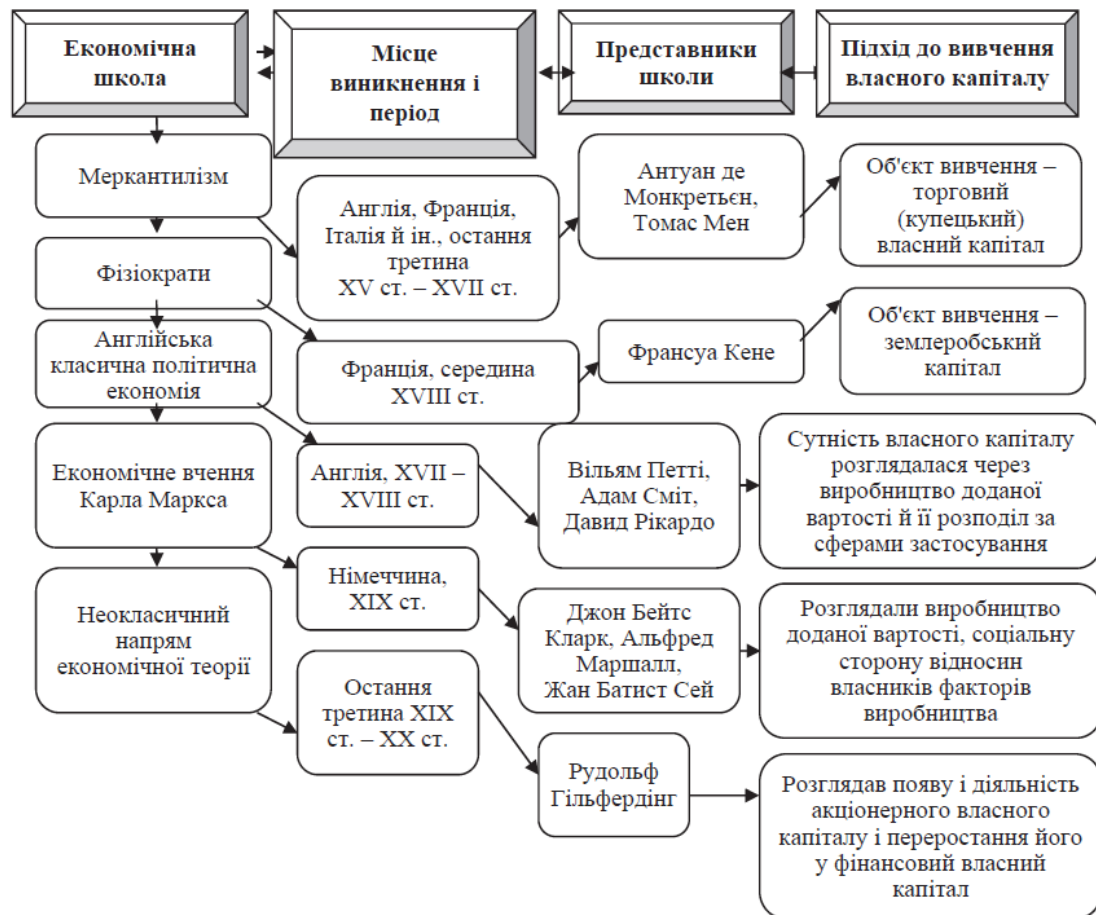 Економічна
школа
Місце
виникнення і
період
Представники
школи
Підхід до вивчення
власного капіталу
Меркантилізм
Англія, Франція,
Італія й ін., остання
третина
XV ст. – XVII ст.
Антуан де
Монкретьєн,
Томас Мен
Об'єкт вивчення –
торговий
(купецький)
власний капітал
Фізіократи
Франція, середина
XVIII ст.
Франсуа Кене
Об'єкт вивчення –
землеробський
капітал
Англійська
класична політична
економія
Англія, XVII –
XVIII ст.
Вільям Петті,
Адам Сміт,
Давид Рікардо
Сутність власного капіталу
розглядалася через
виробництво доданої
вартості й її розподіл за
сферами застосування
Економічне вчення
Карла Маркса
Німеччина,
XIX ст.
Джон Бейтс
Кларк, Альфред
Маршалл,
Жан Батист Сей
Розглядали виробництво
доданої вартості, соціальну
сторону відносин
власників факторів
виробництва
Неокласичний
напрям
економічної теорії
Остання
третина XIX
ст. – XX ст.
Рудольф
Гільфердінг
Розглядав появу і діяльність
акціонерного власного
капіталу і переростання його
у фінансовий власний
капітал